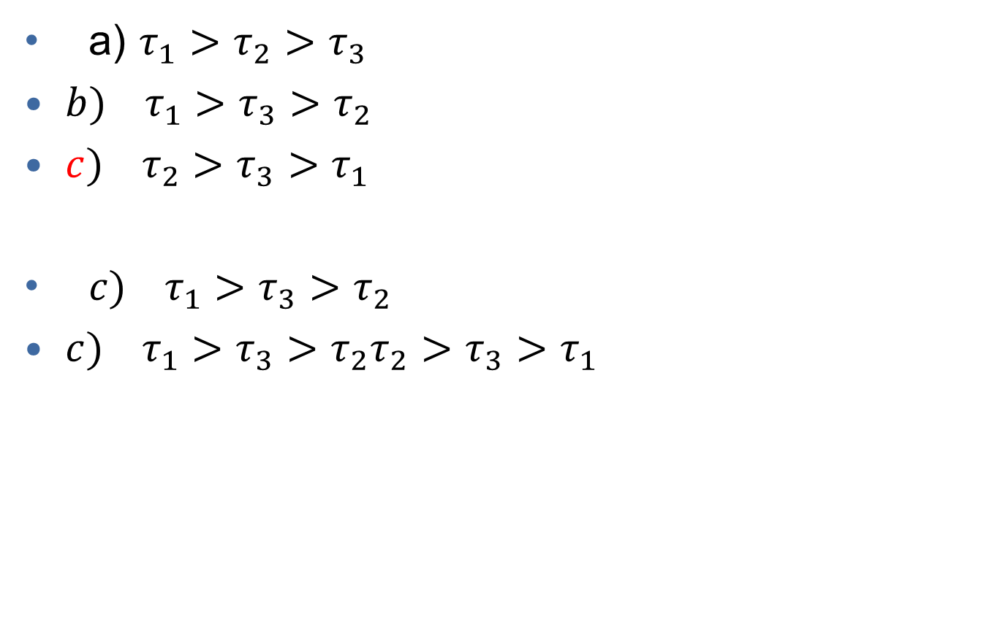 • a) τ₁ > τ₂ > τ₃
• b) τ₁ > τ₃ > τ₂
• c) τ₂ > τ₃ > τ₁
• c) τ₁ > τ₃ > τ₂
• c) τ₁ > τ₃ > τ₂τ₂ > τ₃ > τ₁